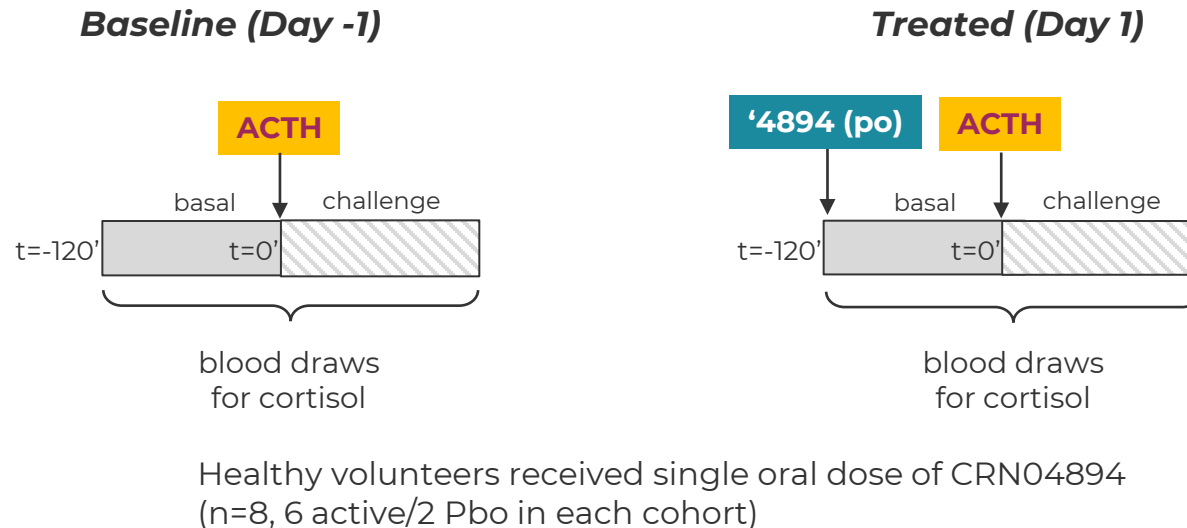 Baseline (Day -1)
ACTH
basal
challenge
t=-120'
t=0'
blood draws
for cortisol
Treated (Day 1)
‘4894 (po)
ACTH
basal
challenge
t=-120'
t=0'
blood draws
for cortisol
Healthy volunteers received single oral dose of CRN04894
(n=8, 6 active/2 Pbo in each cohort)